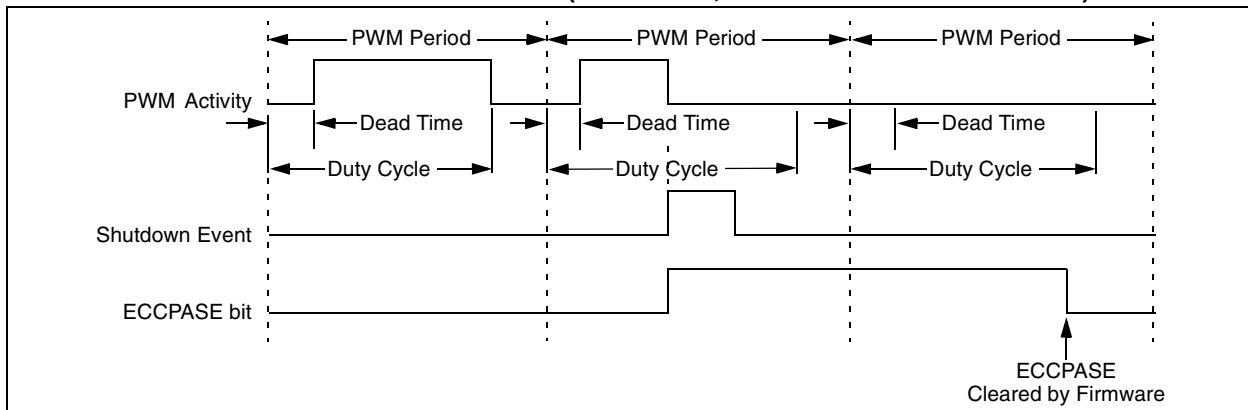 PWM Period PWM Period PWM Period
PWM Activity
Dead Time Dead Time Dead Time
Duty Cycle Duty Cycle Duty Cycle
Shutdown Event
ECCPASE bit
ECCPASE
Cleared by Firmware